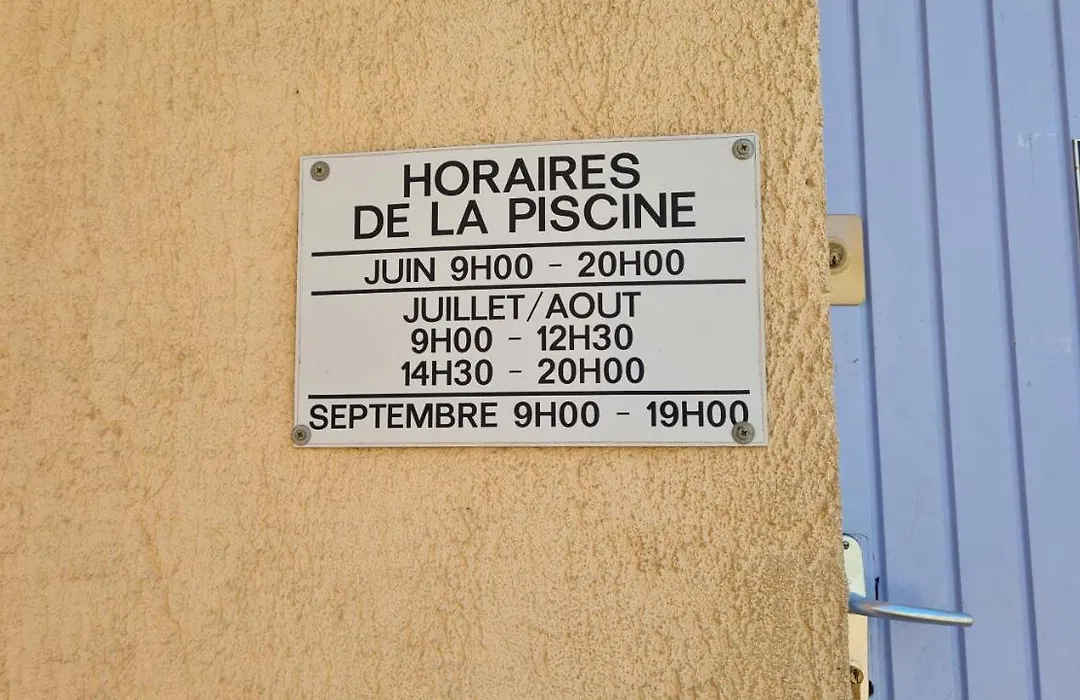 HORAIRES
DE LA PISCINE
JUIN 9H00 - 20H00
JUILLET/AOUT
9H00 - 12H30
14H30 - 20H00
SEPTEMBRE 9H00 - 19H00